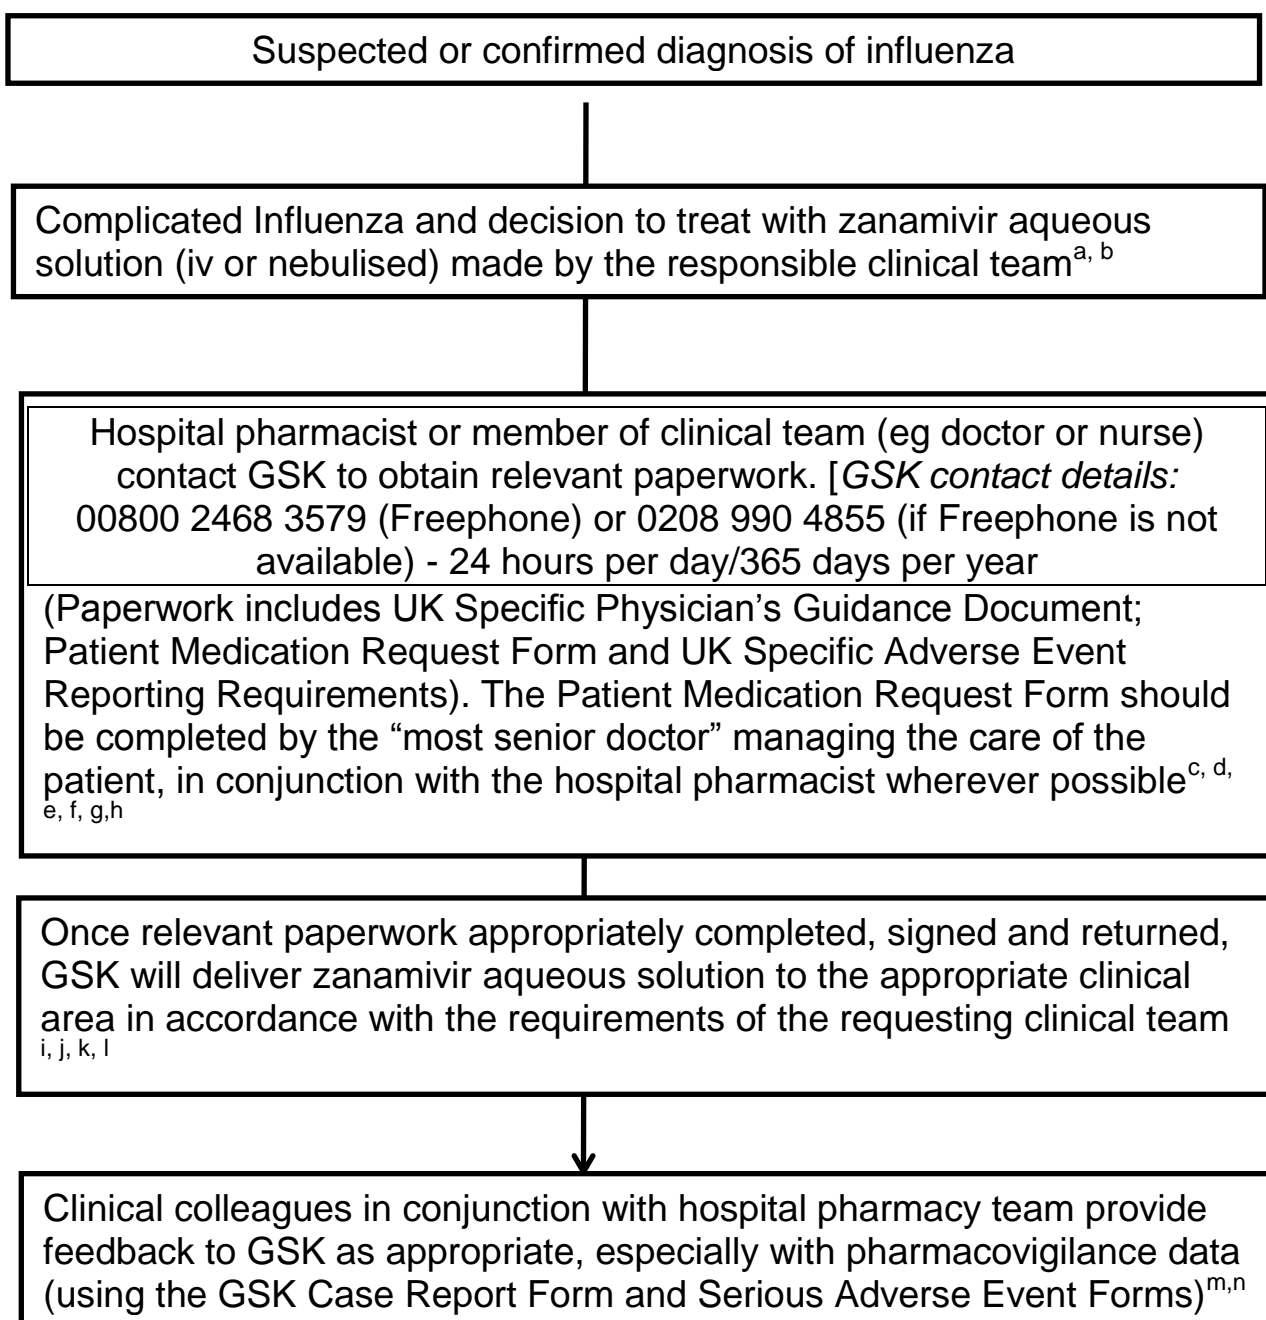 Suspected or confirmed diagnosis of influenza
Complicated Influenza and decision to treat with zanamivir aqueous
solution (iv or nebulised) made by the responsible clinical team a, b
Hospital pharmacist or member of clinical team (eg doctor or nurse)
contact GSK to obtain relevant paperwork. [GSK contact details:
00800 2468 3579 (Freephone) or 0208 990 4855 (if Freephone is not
available) - 24 hours per day/365 days per year
(Paperwork includes UK Specific Physician’s Guidance Document;
Patient Medication Request Form and UK Specific Adverse Event
Reporting Requirements). The Patient Medication Request Form should
be completed by the “most senior doctor” managing the care of the
patient, in conjunction with the hospital pharmacist wherever possible c, d,
e, f, g,h
Once relevant paperwork appropriately completed, signed and returned,
GSK will deliver zanamivir aqueous solution to the appropriate clinical
area in accordance with the requirements of the requesting clinical team
i, j, k, l
Clinical colleagues in conjunction with hospital pharmacy team provide
feedback to GSK as appropriate, especially with pharmacovigilance data
(using the GSK Case Report Form and Serious Adverse Event Forms) m,n